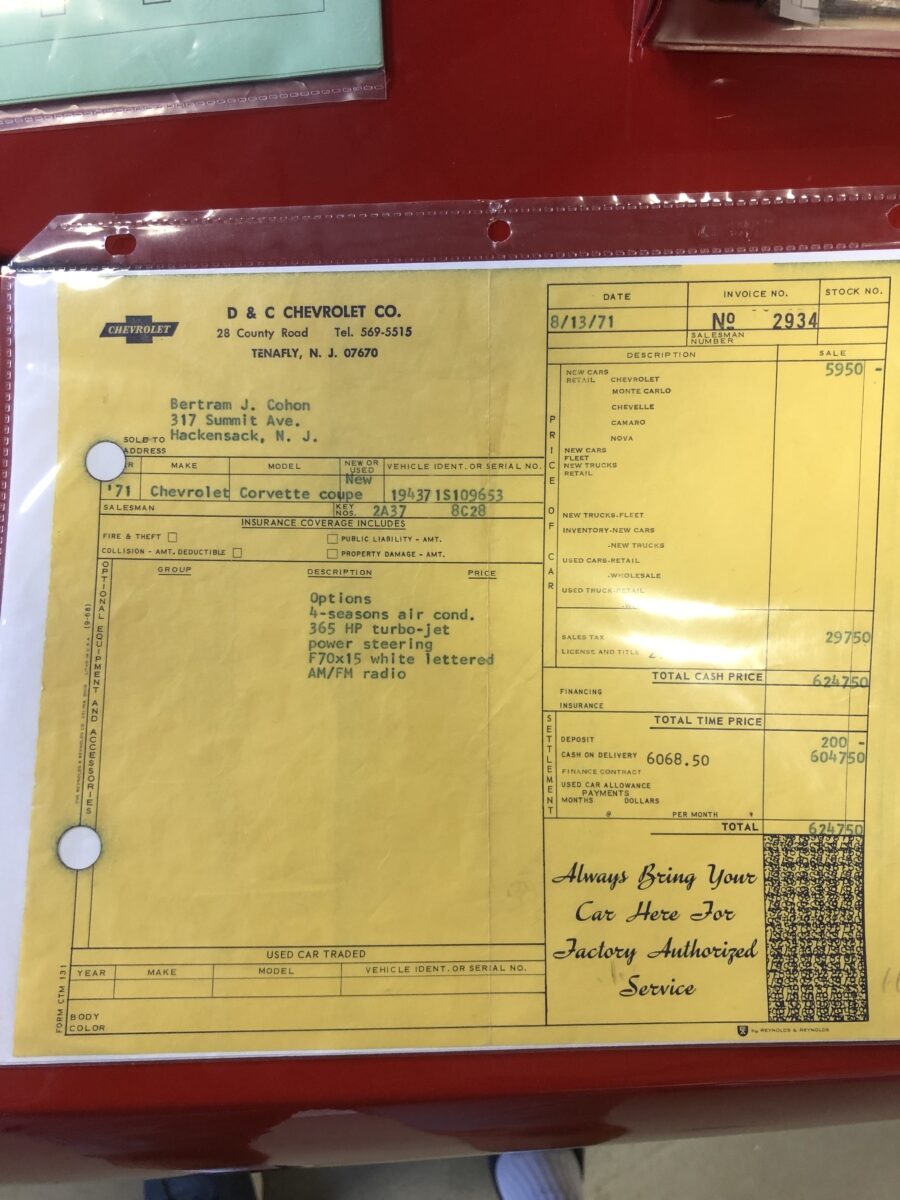 D & C CHEVROLET CO.
CHEVROLET
28 County Road Tel. 569-5515
TENAFLY, N. J. 07670
DATE INVOICE NO. STOCK NO.
8/13/71 No 2934
SALESMAN NUMBER
DESCRIPTION SALE
Bertram J. Cohon
317 Summit Ave.
Hackensack, N. J.
SOLD TO
ADDRESS
MAKE MODEL NEW OR USED VEHICLE IDENT. OR SERIAL NO.
New
'71 Chevrolet Corvette coupe 194371S109653
SALESMAN KEY NOS. 2A37 8C28
INSURANCE COVERAGE INCLUDES
FIRE & THEFT PUBLIC LIABILITY - AMT.
COLLISION - AMT. DEDUCTIBLE PROPERTY DAMAGE - AMT.
OPTIONAL EQUIPMENT AND ACCESSORIES
GROUP DESCRIPTION PRICE
Options
4-seasons air cond.
365 HP turbo-jet
power steering
F70x15 white lettered
AM/FM radio
USED CAR TRADED
YEAR MAKE MODEL VEHICLE IDENT. OR SERIAL NO.
BODY
COLOR
FORM CTM 131
PRICE OF CAR
NEW CARS 5950 -
RETAIL CHEVROLET
MONTE CARLO
CHEVELLE
CAMARO
NOVA
NEW CARS
FLEET
NEW TRUCKS
RETAIL
NEW TRUCKS-FLEET
INVENTORY-NEW CARS
-NEW TRUCKS
USED CARS-RETAIL
-WHOLESALE
USED TRUCK-RETAIL
SALES TAX 29750
LICENSE AND TITLE
TOTAL CASH PRICE 624750
FINANCING
INSURANCE
TOTAL TIME PRICE
SETTLEMENT
DEPOSIT 200 -
CASH ON DELIVERY 6068.50 604750
FINANCE CONTRACT
USED CAR ALLOWANCE
PAYMENTS
MONTHS DOLLARS
@ PER MONTH
TOTAL 624750
Always Bring Your
Car Here For
Factory Authorized
Service
by REYNOLDS & REYNOLDS